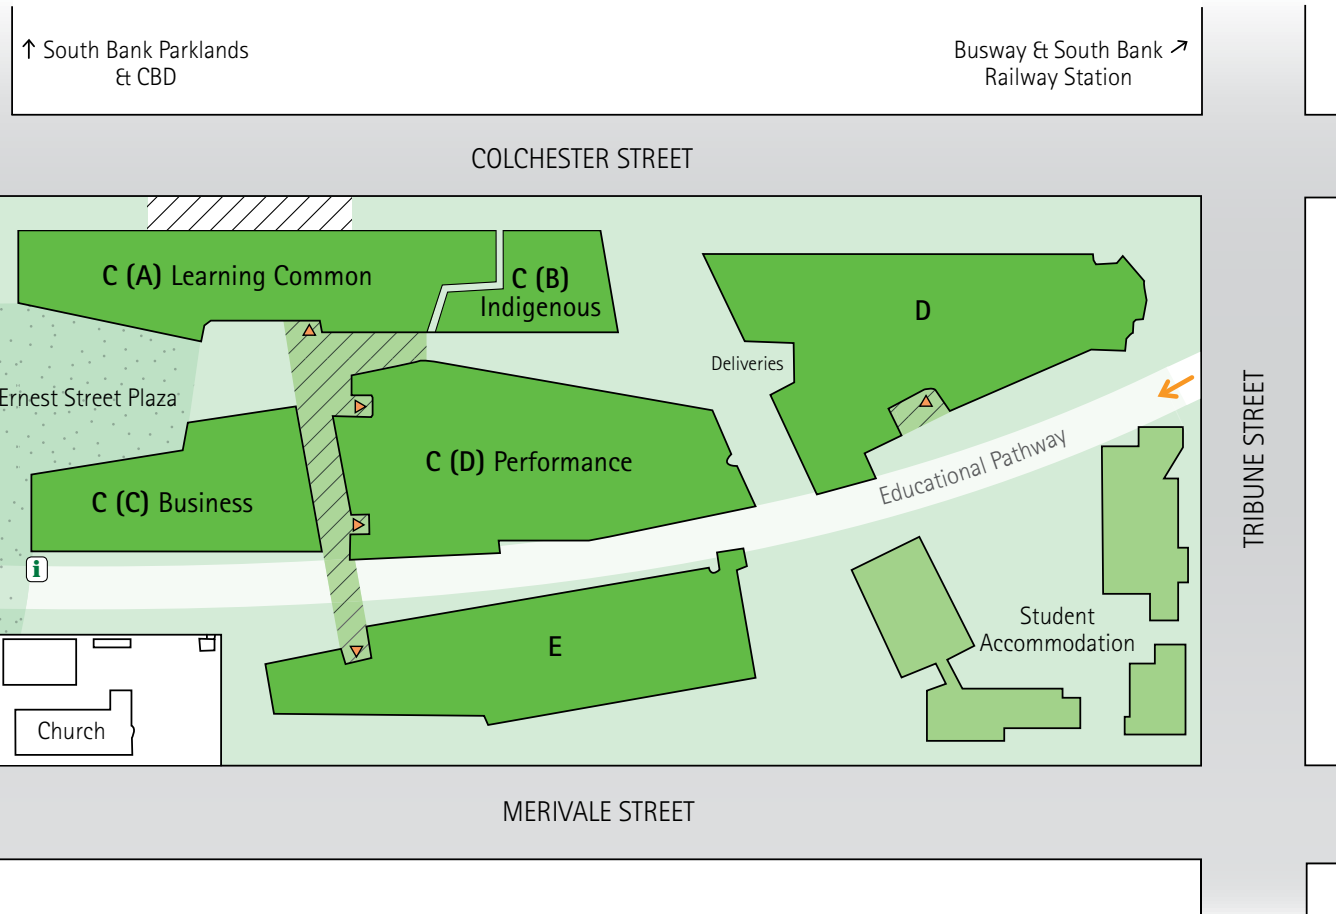 ↑ South Bank Parklands
& CBD
Busway & South Bank ↗
Railway Station
COLCHESTER STREET
C (A) Learning Common
C (B)
Indigenous
D
Deliveries
Ernest Street Plaza
TRIBUNE STREET
C (D) Performance
Educational Pathway
C (C) Business
i
Student
Accommodation
E
Church
MERIVALE STREET